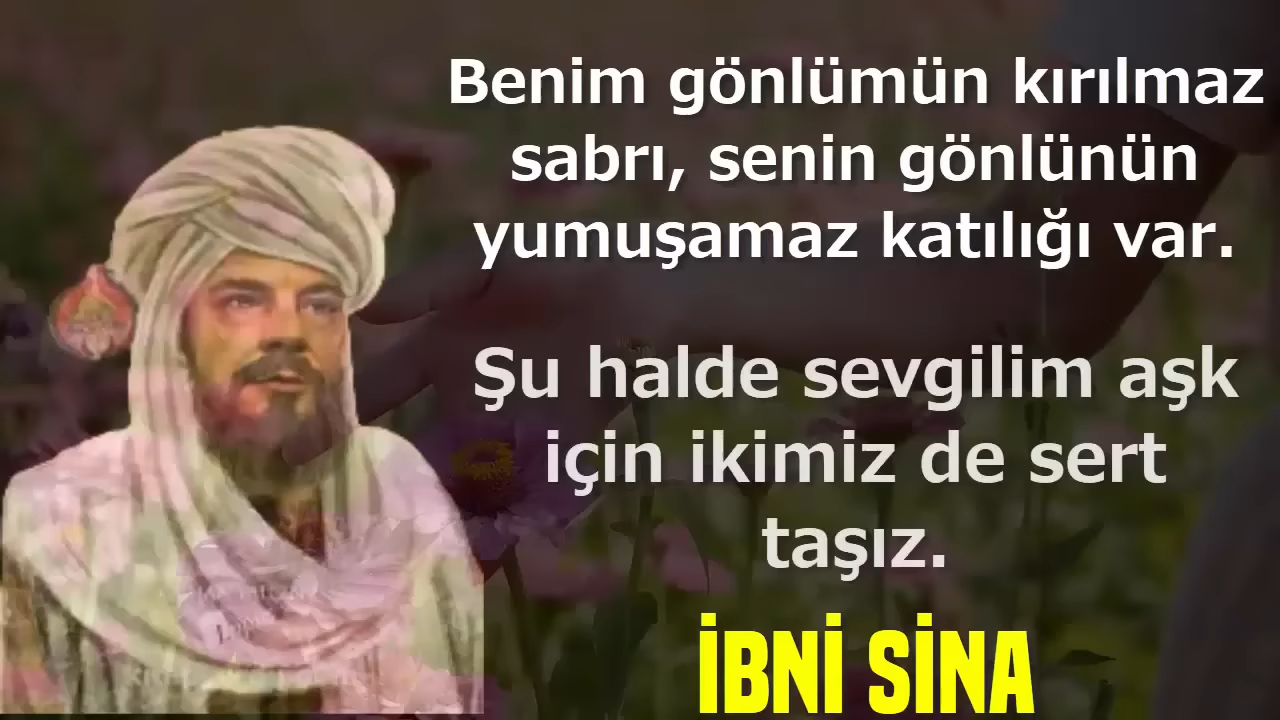 Benim gönlümün kırılmaz
sabrı, senin gönlünün
yumuşamaz katılığı var.
Şu halde sevgilim aşk
için ikimiz de sert
taşız.
İBNİ SİNA